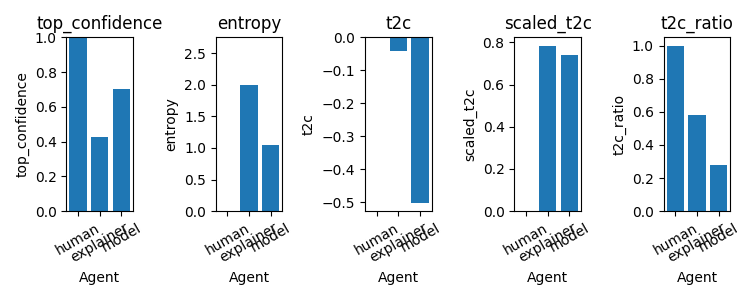 top_confidence
entropy
t2c
scaled_t2c
t2c_ratio
top_confidence
1.0
0.8
0.6
0.4
0.2
0.0
human
explainer
model
Agent
entropy
2.5
2.0
1.5
1.0
0.5
0.0
human
explainer
model
Agent
t2c
0.0
−0.1
−0.2
−0.3
−0.4
−0.5
human
explainer
model
Agent
scaled_t2c
0.8
0.6
0.4
0.2
0.0
human
explainer
model
Agent
t2c_ratio
1.0
0.8
0.6
0.4
0.2
0.0
human
explainer
model
Agent